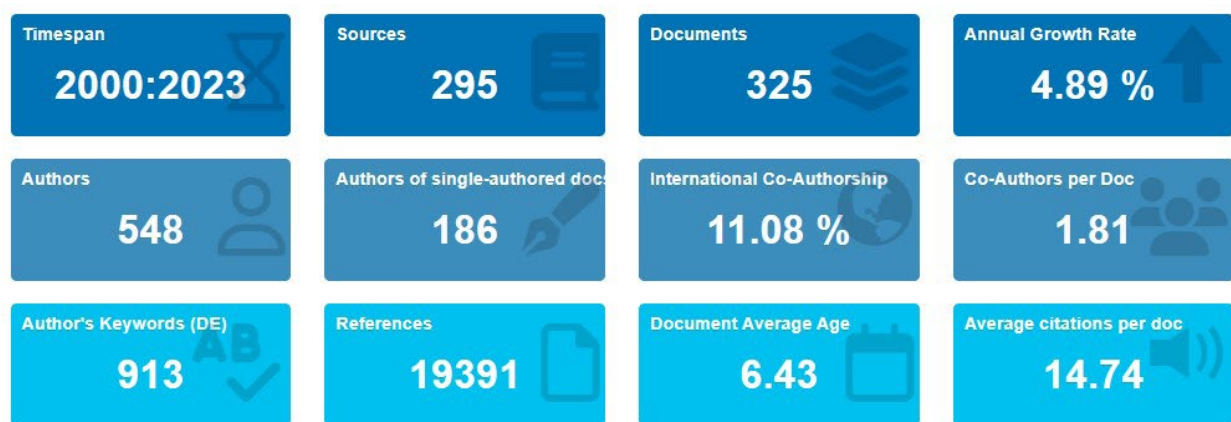 Timespan
2000:2023
Sources
295
Documents
325
Annual Growth Rate
4.89 %
Authors
548
Authors of single-authored docs
186
International Co-Authorship
11.08 %
Co-Authors per Doc
1.81
Author's Keywords (DE)
913
AB
References
19391
Document Average Age
6.43
Average citations per doc
14.74